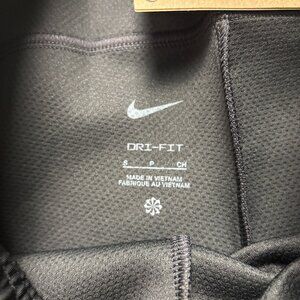 DRI-FIT
S P CH
MADE IN VIETNAM
FABRIQUÉ AU VIETNAM